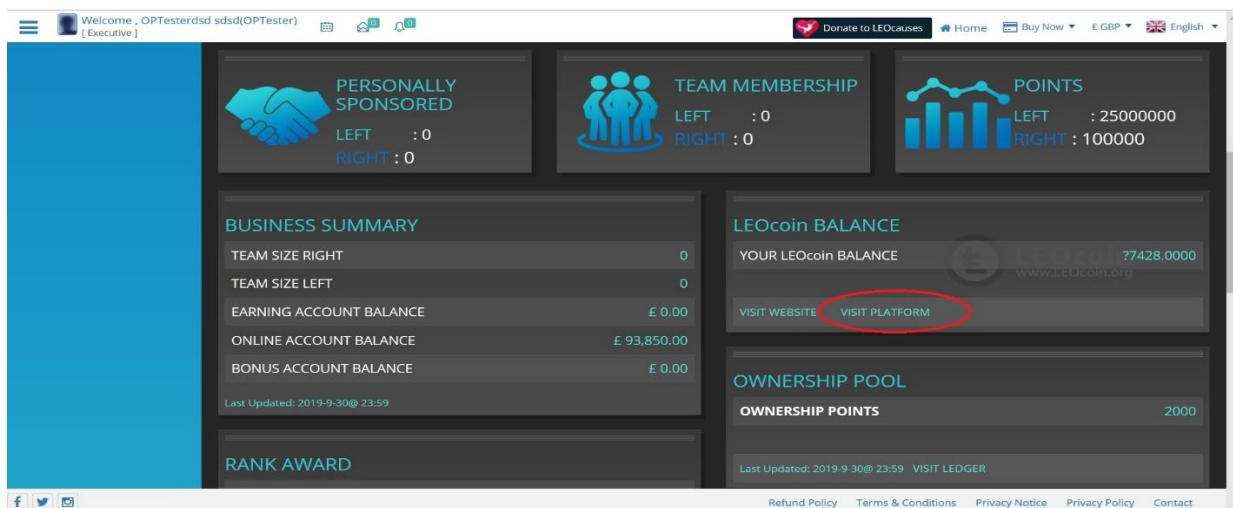 Welcome , OPTesterdsd sdsd(OPTester)
[ Executive ]
0
0
Donate to LEOcauses
Home
Buy Now
£ GBP
English
PERSONALLY
SPONSORED
LEFT : 0
RIGHT : 0
TEAM MEMBERSHIP
LEFT : 0
RIGHT : 0
POINTS
LEFT : 25000000
RIGHT : 100000
BUSINESS SUMMARY
TEAM SIZE RIGHT 0
TEAM SIZE LEFT 0
EARNING ACCOUNT BALANCE £ 0.00
ONLINE ACCOUNT BALANCE £ 93,850.00
BONUS ACCOUNT BALANCE £ 0.00
Last Updated: 2019-9-30@ 23:59
RANK AWARD
LEOcoin BALANCE
YOUR LEOcoin BALANCE ?7428.0000
LEOcoin
www.LEOcoin.org
VISIT WEBSITE VISIT PLATFORM
OWNERSHIP POOL
OWNERSHIP POINTS 2000
Last Updated: 2019-9-30@ 23:59 VISIT LEDGER
Refund Policy Terms & Conditions Privacy Notice Privacy Policy Contact